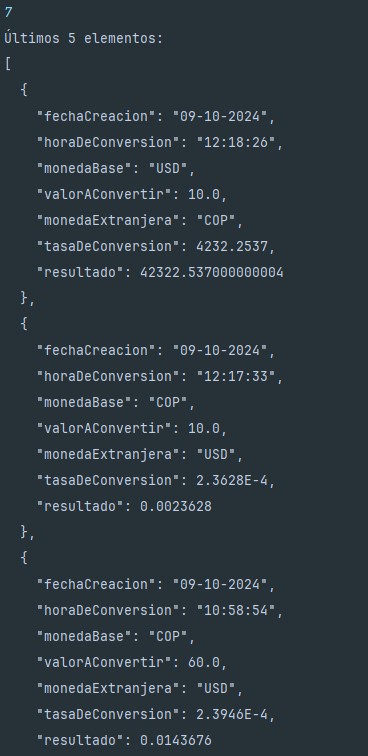 7
Últimos 5 elementos:
[
  {
    "fechaCreacion": "09-10-2024",
    "horaDeConversion": "12:18:26",
    "monedaBase": "USD",
    "valorAConvertir": 10.0,
    "monedaExtranjera": "COP",
    "tasaDeConversion": 4232.2537,
    "resultado": 42322.537000000004
  },
  {
    "fechaCreacion": "09-10-2024",
    "horaDeConversion": "12:17:33",
    "monedaBase": "COP",
    "valorAConvertir": 10.0,
    "monedaExtranjera": "USD",
    "tasaDeConversion": 2.3628E-4,
    "resultado": 0.0023628
  },
  {
    "fechaCreacion": "09-10-2024",
    "horaDeConversion": "10:58:54",
    "monedaBase": "COP",
    "valorAConvertir": 60.0,
    "monedaExtranjera": "USD",
    "tasaDeConversion": 2.3946E-4,
    "resultado": 0.0143676